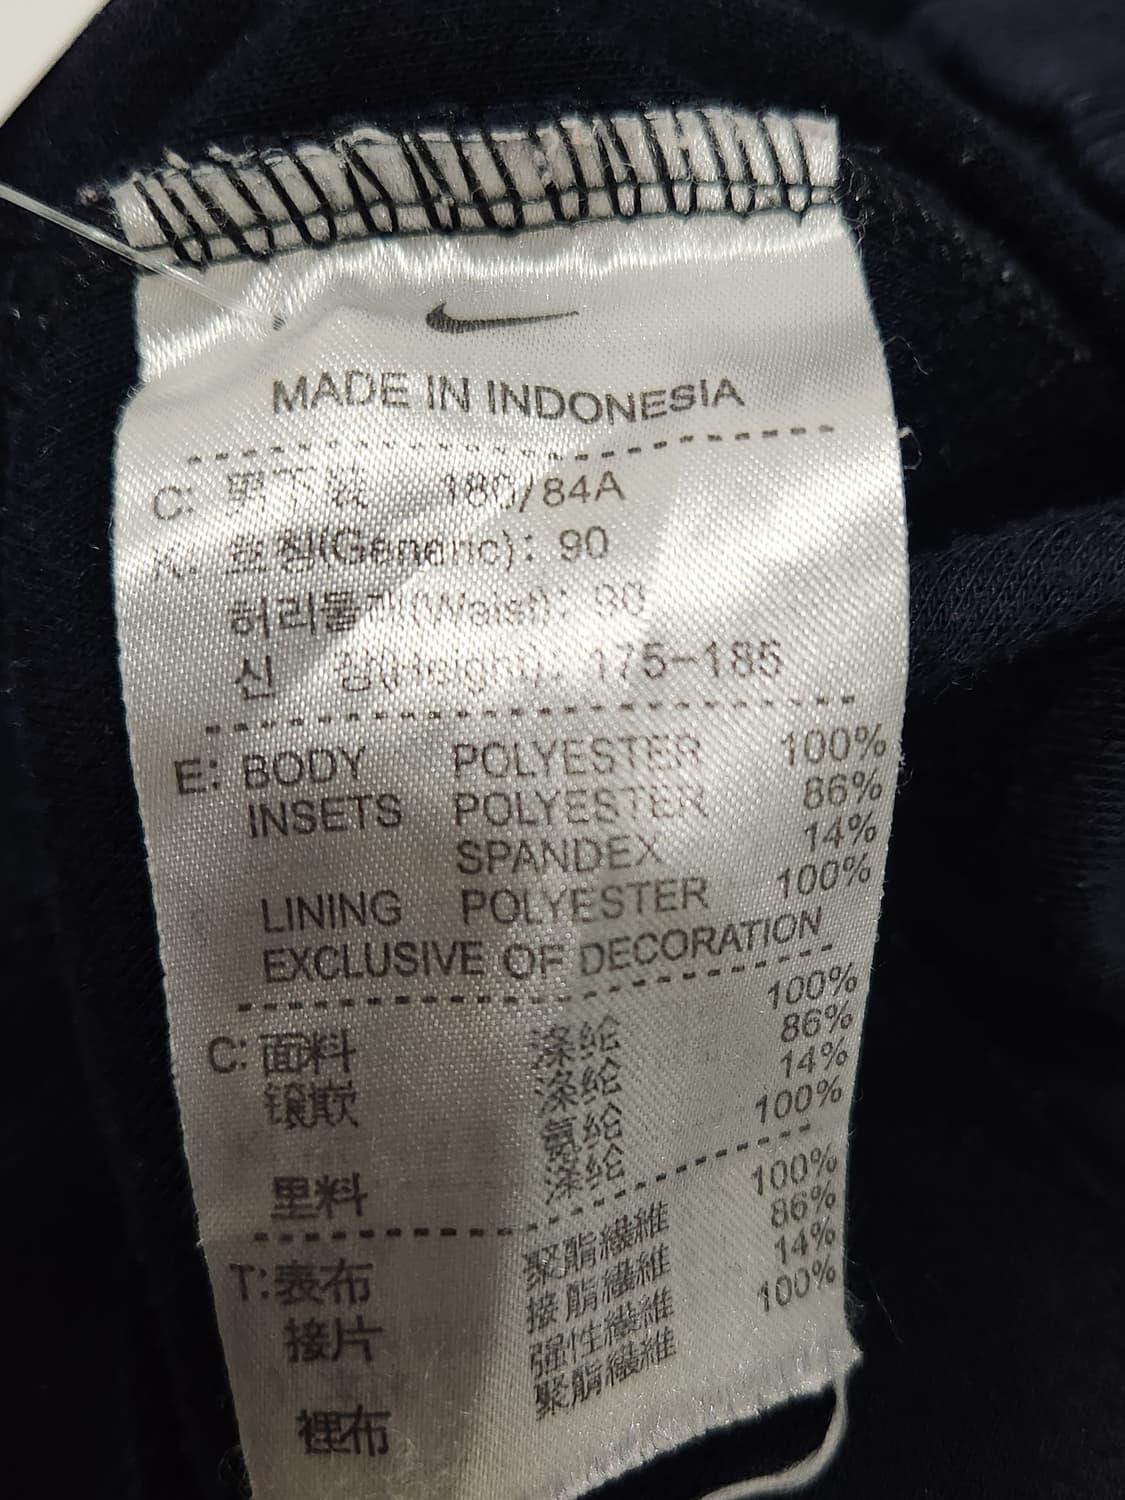 MADE IN INDONESIA
C: 男下装 180/84A
K: 호칭(Generic): 90
허리둘레(Waist): 90
신 장(Height): 175-185
E: BODY POLYESTER 100%
INSETS POLYESTER 86%
SPANDEX 14%
LINING POLYESTER 100%
EXCLUSIVE OF DECORATION
C: 面料 涤纶 100%
镶嵌 涤纶 86%
氨纶 14%
里料 涤纶 100%
T: 表布 聚酯纖維 100%
接片 聚酯纖維 86%
彈性纖維 14%
裡布 聚酯纖維 100%